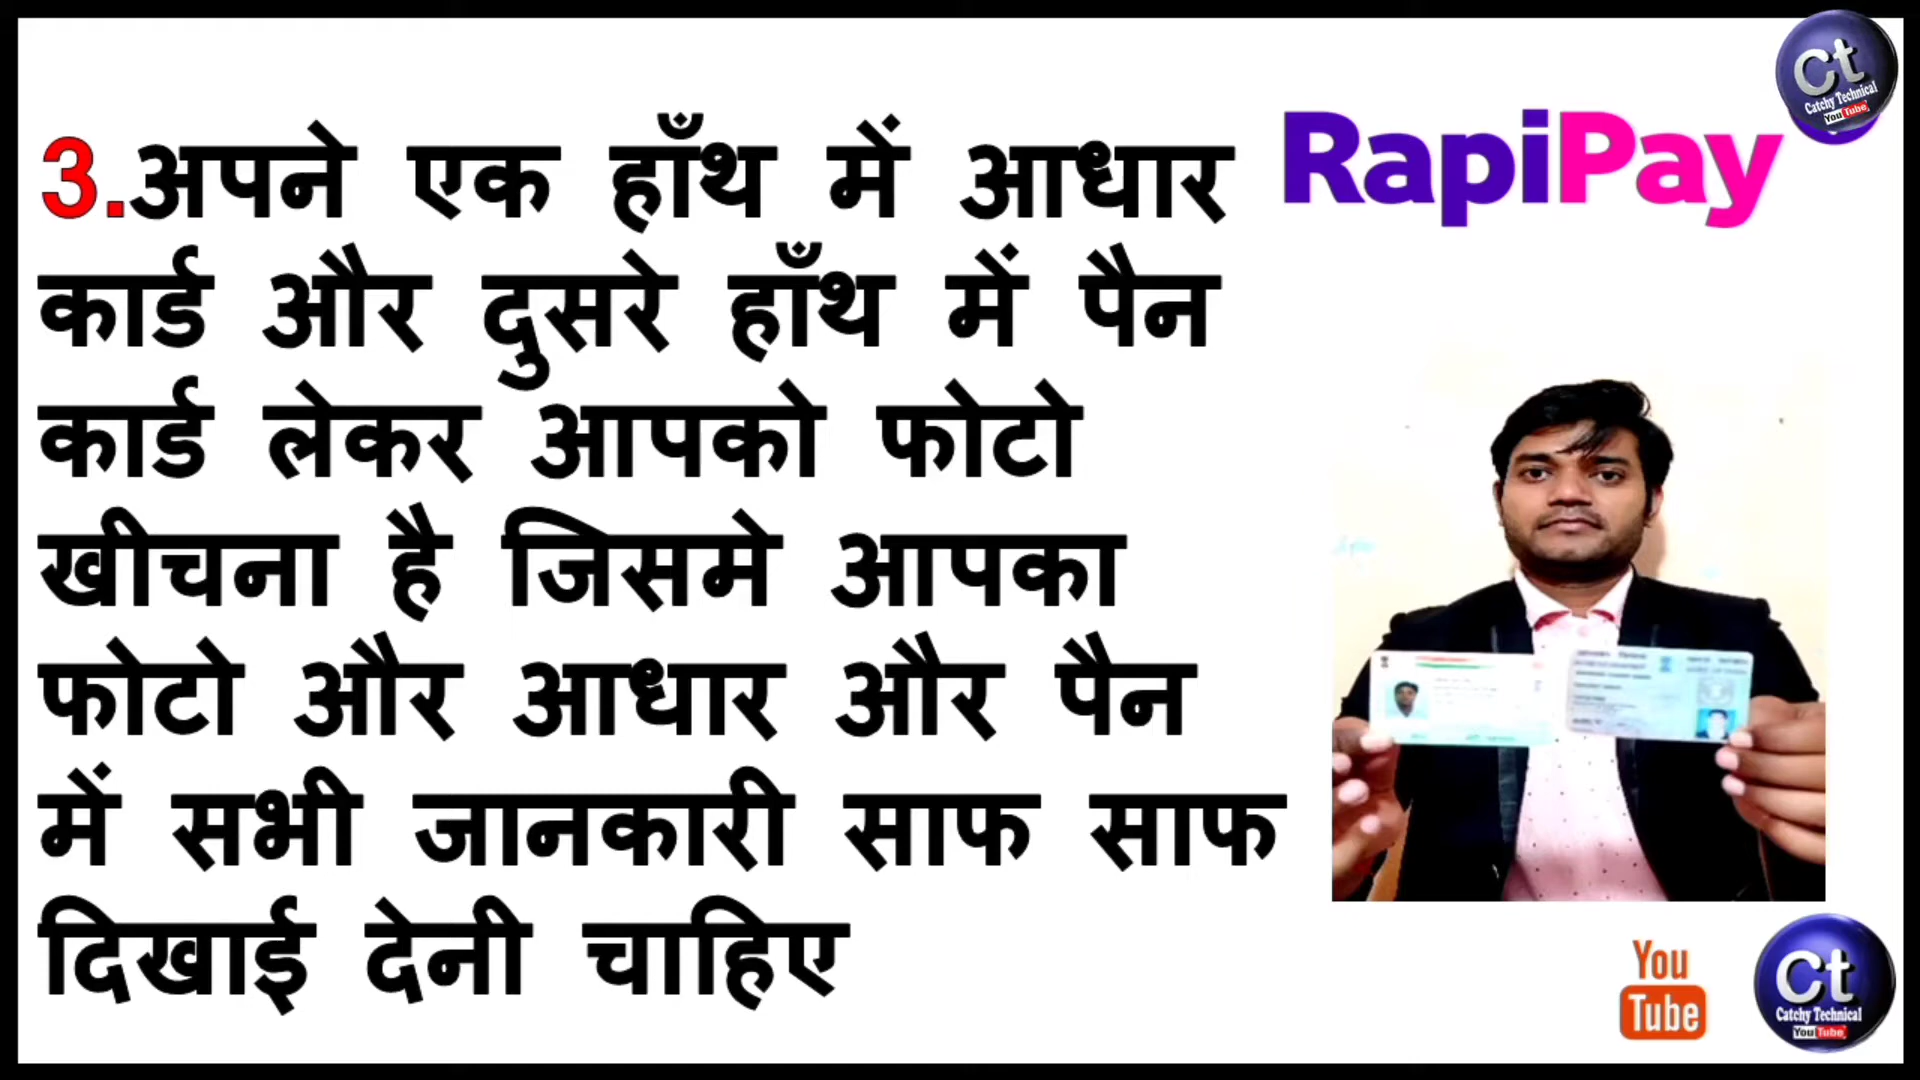 3.अपने एक हाँथ में आधार
कार्ड और दुसरे हाँथ में पैन
कार्ड लेकर आपको फोटो
खीचना है जिसमे आपका
फोटो और आधार और पैन
में सभी जानकारी साफ साफ
दिखाई देनी चाहिए
RapiPay
Ct
Catchy Technical
YouTube
You
Tube
Ct
Catchy Technical
YouTube